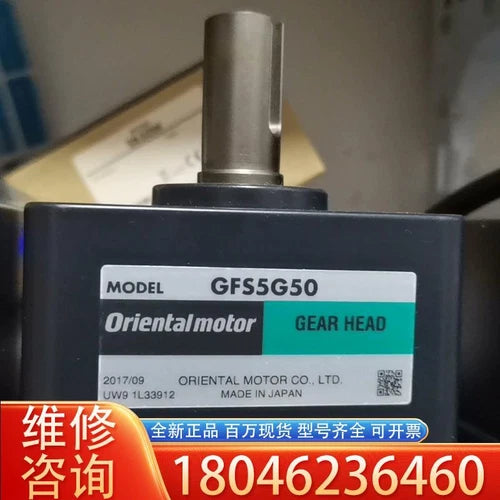 MODEL GFS5G50
Orientalmotor GEAR HEAD
2017/09 ORIENTAL MOTOR CO., LTD.
UW9 1L33912 MADE IN JAPAN
维修
咨询
全新正品 百万现货 型号齐全 可开票
18046236460